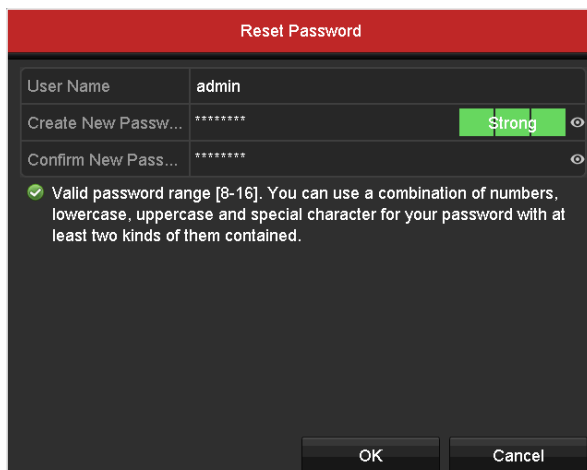 Reset Password
User Name admin
Create New Passw... ******** Strong
Confirm New Pass... ********
Valid password range [8-16]. You can use a combination of numbers,
lowercase, uppercase and special character for your password with at
least two kinds of them contained.
OK Cancel